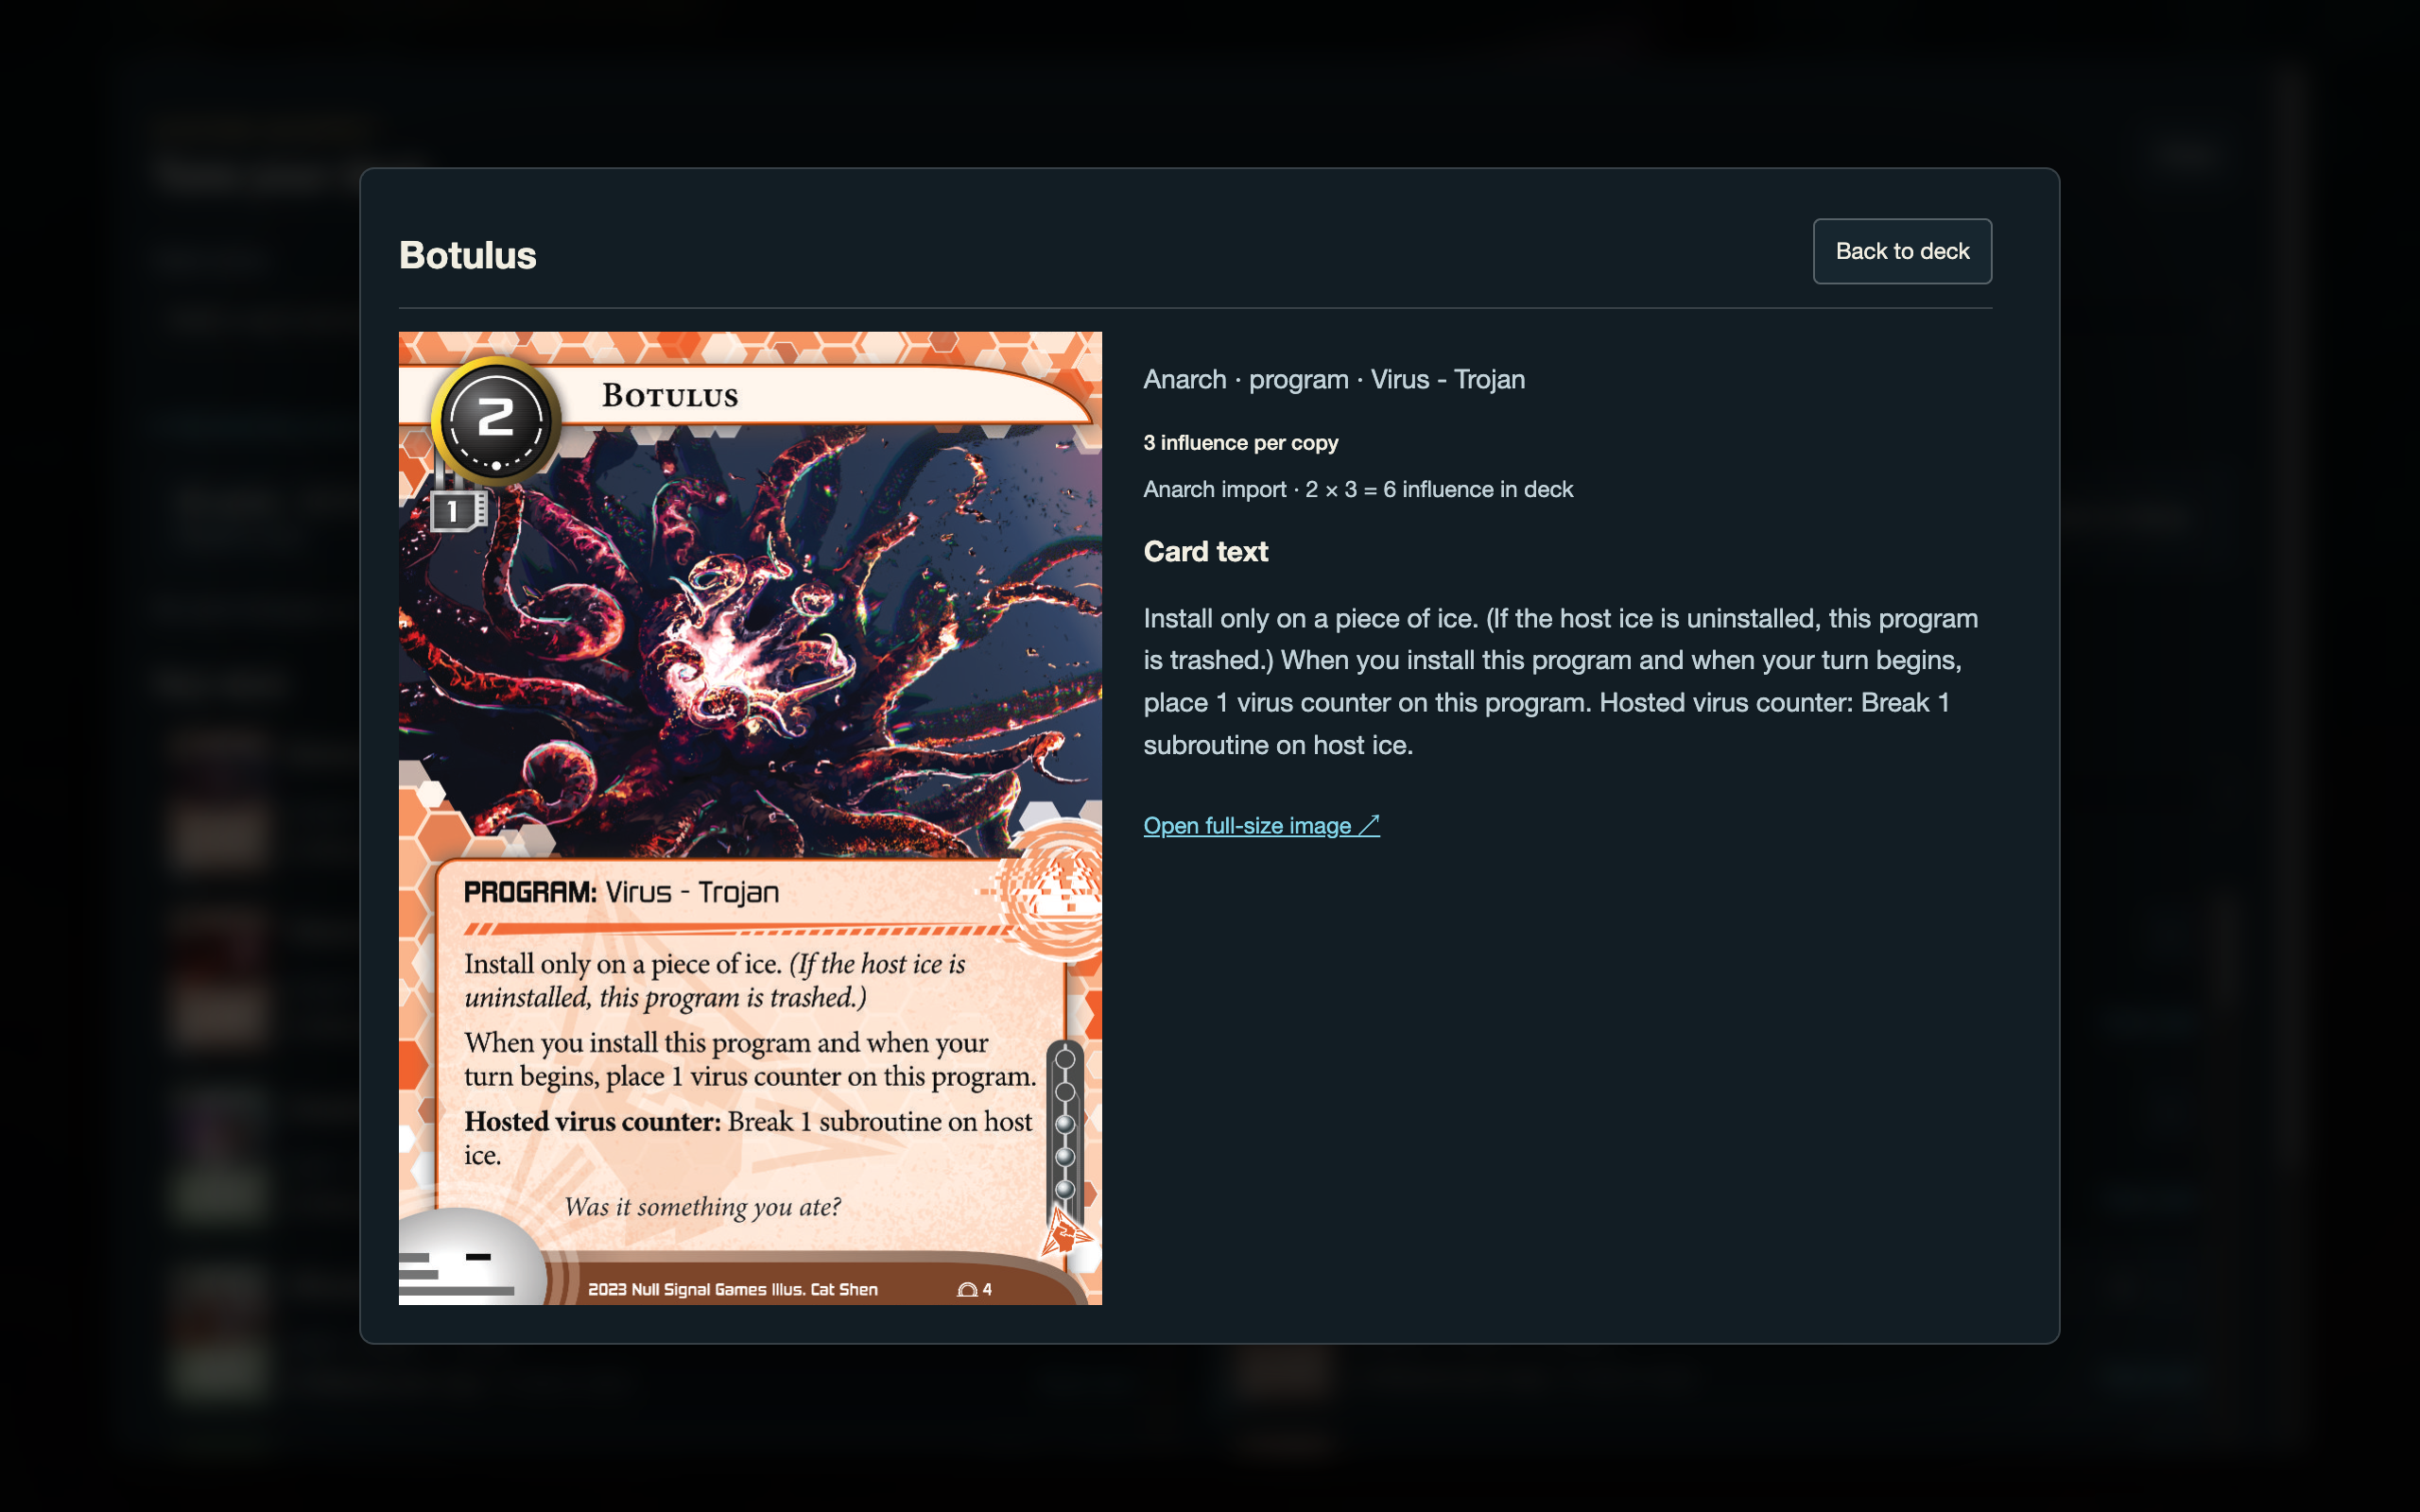 Botulus
Back to deck
2
BOTULUS
1
PROGRAM: Virus - Trojan
Install only on a piece of ice. (If the host ice is
uninstalled, this program is trashed.)
When you install this program and when your
turn begins, place 1 virus counter on this program.
Hosted virus counter: Break 1 subroutine on host
ice.
Was it something you ate?
2023 Null Signal Games Illus. Cat Shen
4
Anarch · program · Virus - Trojan
3 influence per copy
Anarch import · 2 × 3 = 6 influence in deck
Card text
Install only on a piece of ice. (If the host ice is uninstalled, this program
is trashed.) When you install this program and when your turn begins,
place 1 virus counter on this program. Hosted virus counter: Break 1
subroutine on host ice.
Open full-size image ↗